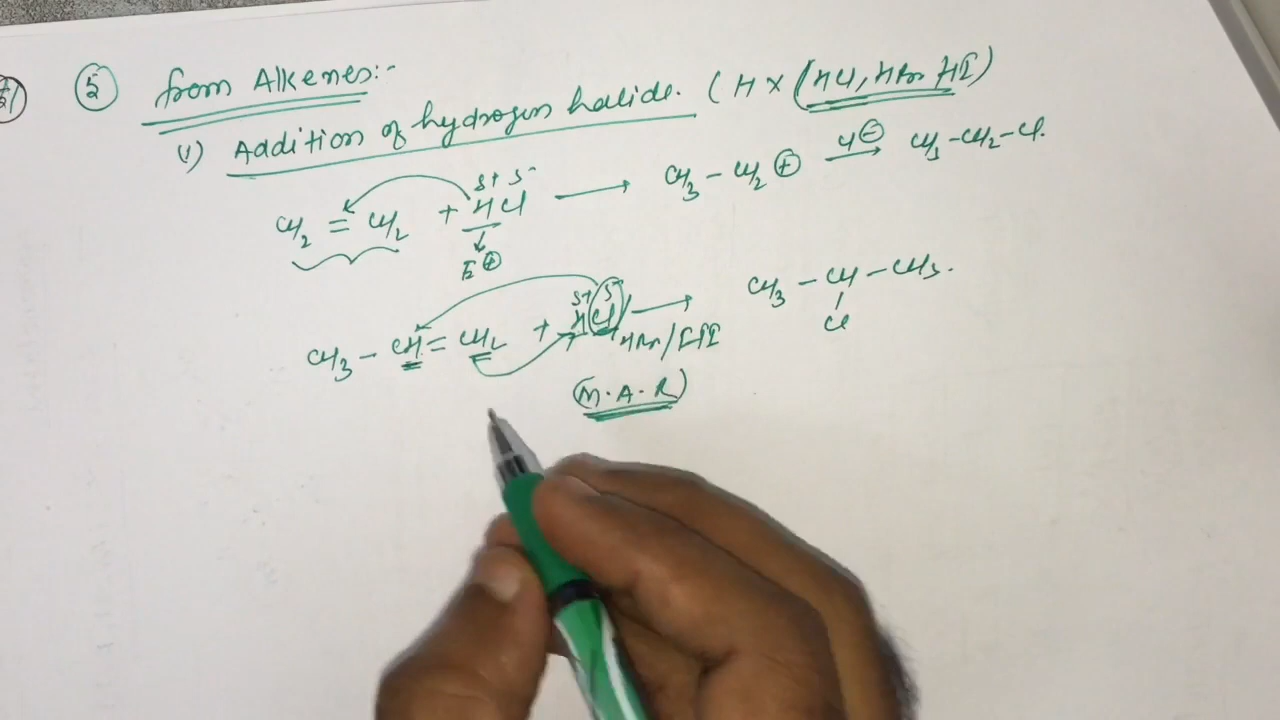 ⑤ from Alkenes:-
1) Addition of hydrogen halide. (HX (HCl, HBr, HI)
CH₂ = CH₂ + HCl → CH₃ - CH₂⊕ Cl⊖→ CH₃-CH₂-Cl.
δ+ δ-
E⊕
CH₃ - CH = CH₂ + HCl/HBr/HI → CH₃ - CH - CH₃.
δ+ δ-
Cl
(M.A.R)